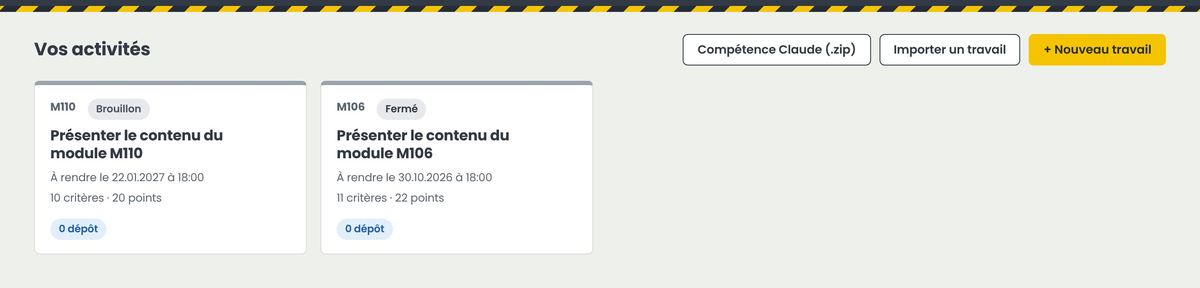 Vos activités
Compétence Claude (.zip)
Importer un travail
+ Nouveau travail
M110
Brouillon
Présenter le contenu du
module M110
À rendre le 22.01.2027 à 18:00
10 critères · 20 points
0 dépôt
M106
Fermé
Présenter le contenu du
module M106
À rendre le 30.10.2026 à 18:00
11 critères · 22 points
0 dépôt